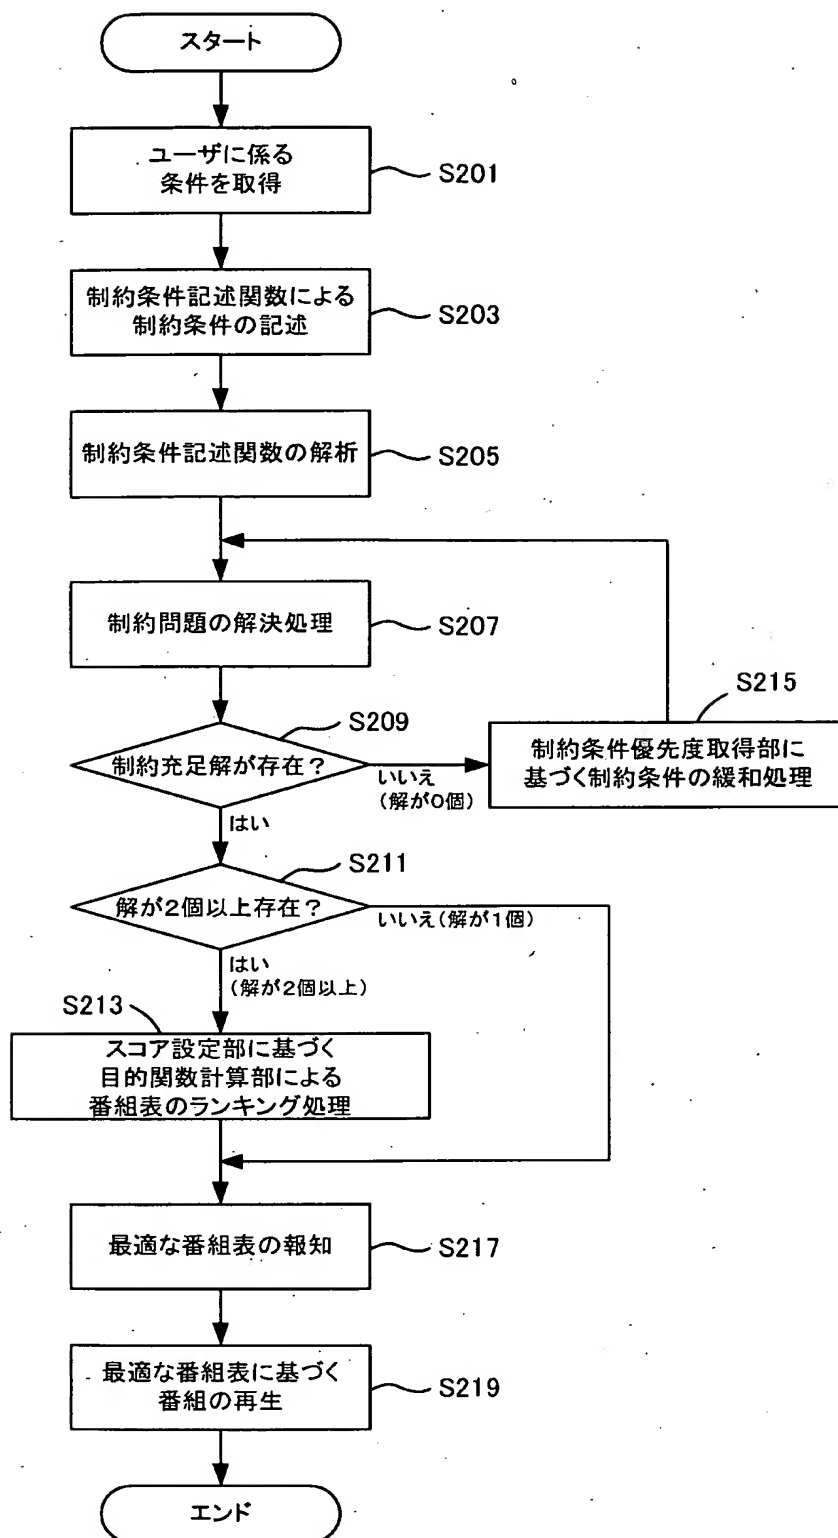 スタート
ユーザに係る
条件を取得
S201
制約条件記述関数による
制約条件の記述
S203
制約条件記述関数の解析
S205
制約問題の解決処理
S207
S209
制約充足解が存在？
いいえ
（解が0個）
はい
S215
制約条件優先度取得部に
基づく制約条件の緩和処理
S211
解が2個以上存在？
いいえ（解が1個）
はい
（解が2個以上）
S213
スコア設定部に基づく
目的関数計算部による
番組表のランキング処理
最適な番組表の報知
S217
最適な番組表に基づく
番組の再生
S219
エンド